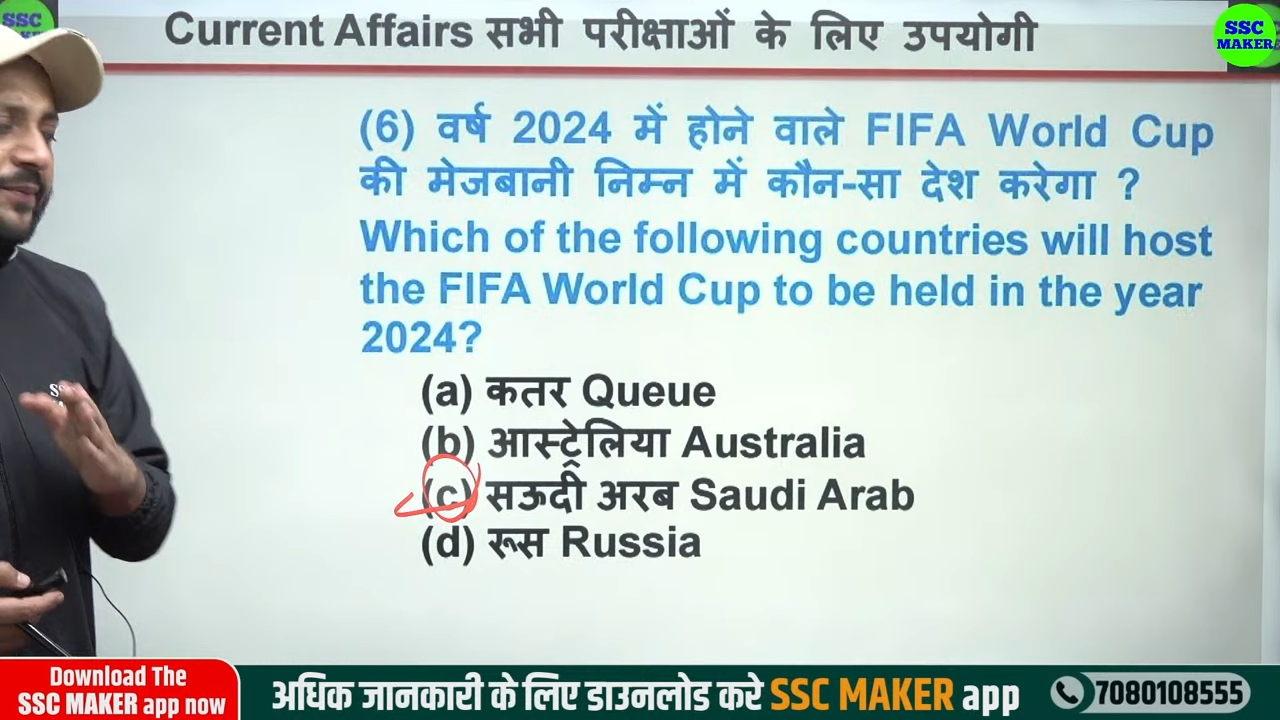 SSC
Current Affairs सभी परीक्षाओं के लिए उपयोगी
SSC
MAKER
(6) वर्ष 2024 में होने वाले FIFA World Cup
की मेजबानी निम्न में कौन-सा देश करेगा ?
Which of the following countries will host
the FIFA World Cup to be held in the year
2024?
(a) कतर Queue
(b) आस्ट्रेलिया Australia
(c) सऊदी अरब Saudi Arab
(d) रूस Russia
Download The
SSC MAKER app now
अधिक जानकारी के लिए डाउनलोड करे SSC MAKER app
7080108555